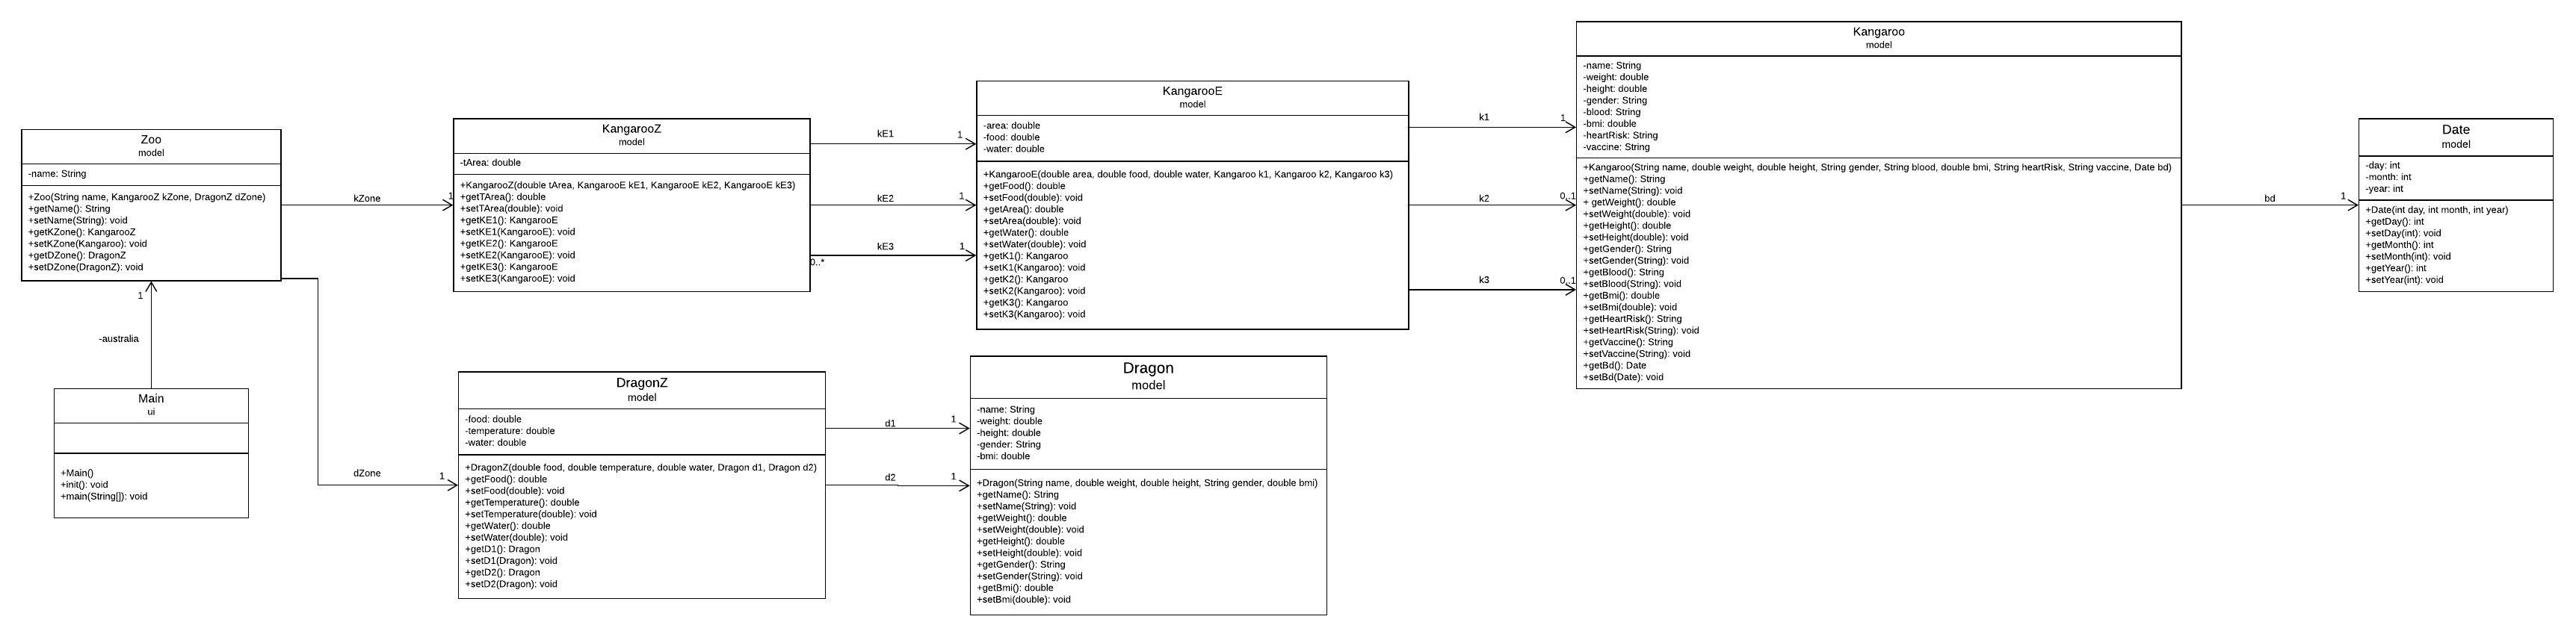 Zoo
model
-name: String
+Zoo(String name, KangarooZ kZone, DragonZ dZone)
+getName(): String
+setName(String): void
+getKZone(): KangarooZ
+setKZone(Kangaroo): void
+getDZone(): DragonZ
+setDZone(DragonZ): void
1
-australia
Main
ui
+Main()
+init(): void
+main(String[]): void
kZone
1
dZone
1
KangarooZ
model
-tArea: double
+KangarooZ(double tArea, KangarooE kE1, KangarooE kE2, KangarooE kE3)
+getTArea(): double
+setTArea(double): void
+getKE1(): KangarooE
+setKE1(KangarooE): void
+getKE2(): KangarooE
+setKE2(KangarooE): void
+getKE3(): KangarooE
+setKE3(KangarooE): void
kE1
1
kE2
1
kE3
1
0..*
DragonZ
model
-food: double
-temperature: double
-water: double
+DragonZ(double food, double temperature, double water, Dragon d1, Dragon d2)
+getFood(): double
+setFood(double): void
+getTemperature(): double
+setTemperature(double): void
+getWater(): double
+setWater(double): void
+getD1(): Dragon
+setD1(Dragon): void
+getD2(): Dragon
+setD2(Dragon): void
d1
1
d2
1
KangarooE
model
-area: double
-food: double
-water: double
+KangarooE(double area, double food, double water, Kangaroo k1, Kangaroo k2, Kangaroo k3)
+getFood(): double
+setFood(double): void
+getArea(): double
+setArea(double): void
+getWater(): double
+setWater(double): void
+getK1(): Kangaroo
+setK1(Kangaroo): void
+getK2(): Kangaroo
+setK2(Kangaroo): void
+getK3(): Kangaroo
+setK3(Kangaroo): void
Dragon
model
-name: String
-weight: double
-height: double
-gender: String
-bmi: double
+Dragon(String name, double weight, double height, String gender, double bmi)
+getName(): String
+setName(String): void
+getWeight(): double
+setWeight(double): void
+getHeight(): double
+setHeight(double): void
+getGender(): String
+setGender(String): void
+getBmi(): double
+setBmi(double): void
k1
1
k2
0..1
k3
0..1
Kangaroo
model
-name: String
-weight: double
-height: double
-gender: String
-blood: String
-bmi: double
-heartRisk: String
-vaccine: String
+Kangaroo(String name, double weight, double height, String gender, String blood, double bmi, String heartRisk, String vaccine, Date bd)
+getName(): String
+setName(String): void
+ getWeight(): double
+setWeight(double): void
+getHeight(): double
+setHeight(double): void
+getGender(): String
+setGender(String): void
+getBlood(): String
+setBlood(String): void
+getBmi(): double
+setBmi(double): void
+getHeartRisk(): String
+setHeartRisk(String): void
+getVaccine(): String
+setVaccine(String): void
+getBd(): Date
+setBd(Date): void
bd
1
Date
model
-day: int
-month: int
-year: int
+Date(int day, int month, int year)
+getDay(): int
+setDay(int): void
+getMonth(): int
+setMonth(int): void
+getYear(): int
+setYear(int): void